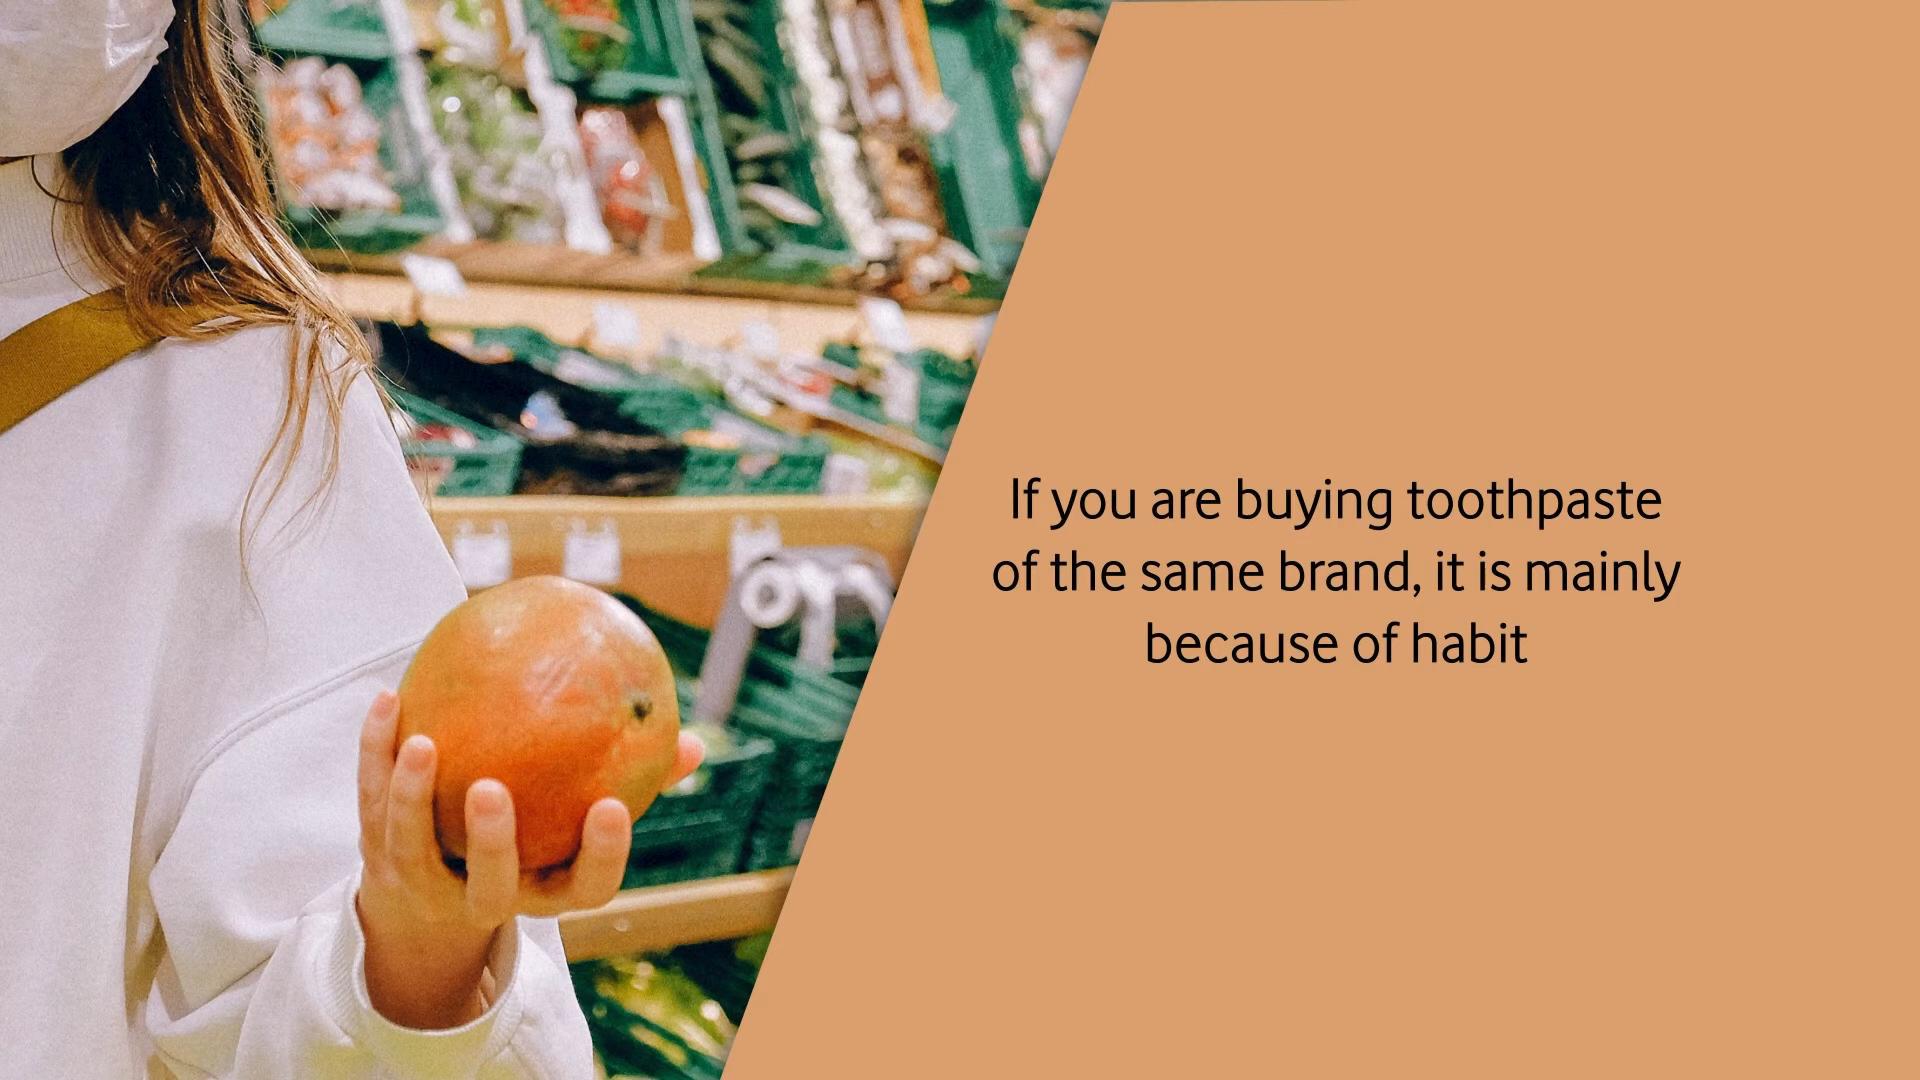 If you are buying toothpaste
of the same brand, it is mainly
because of habit